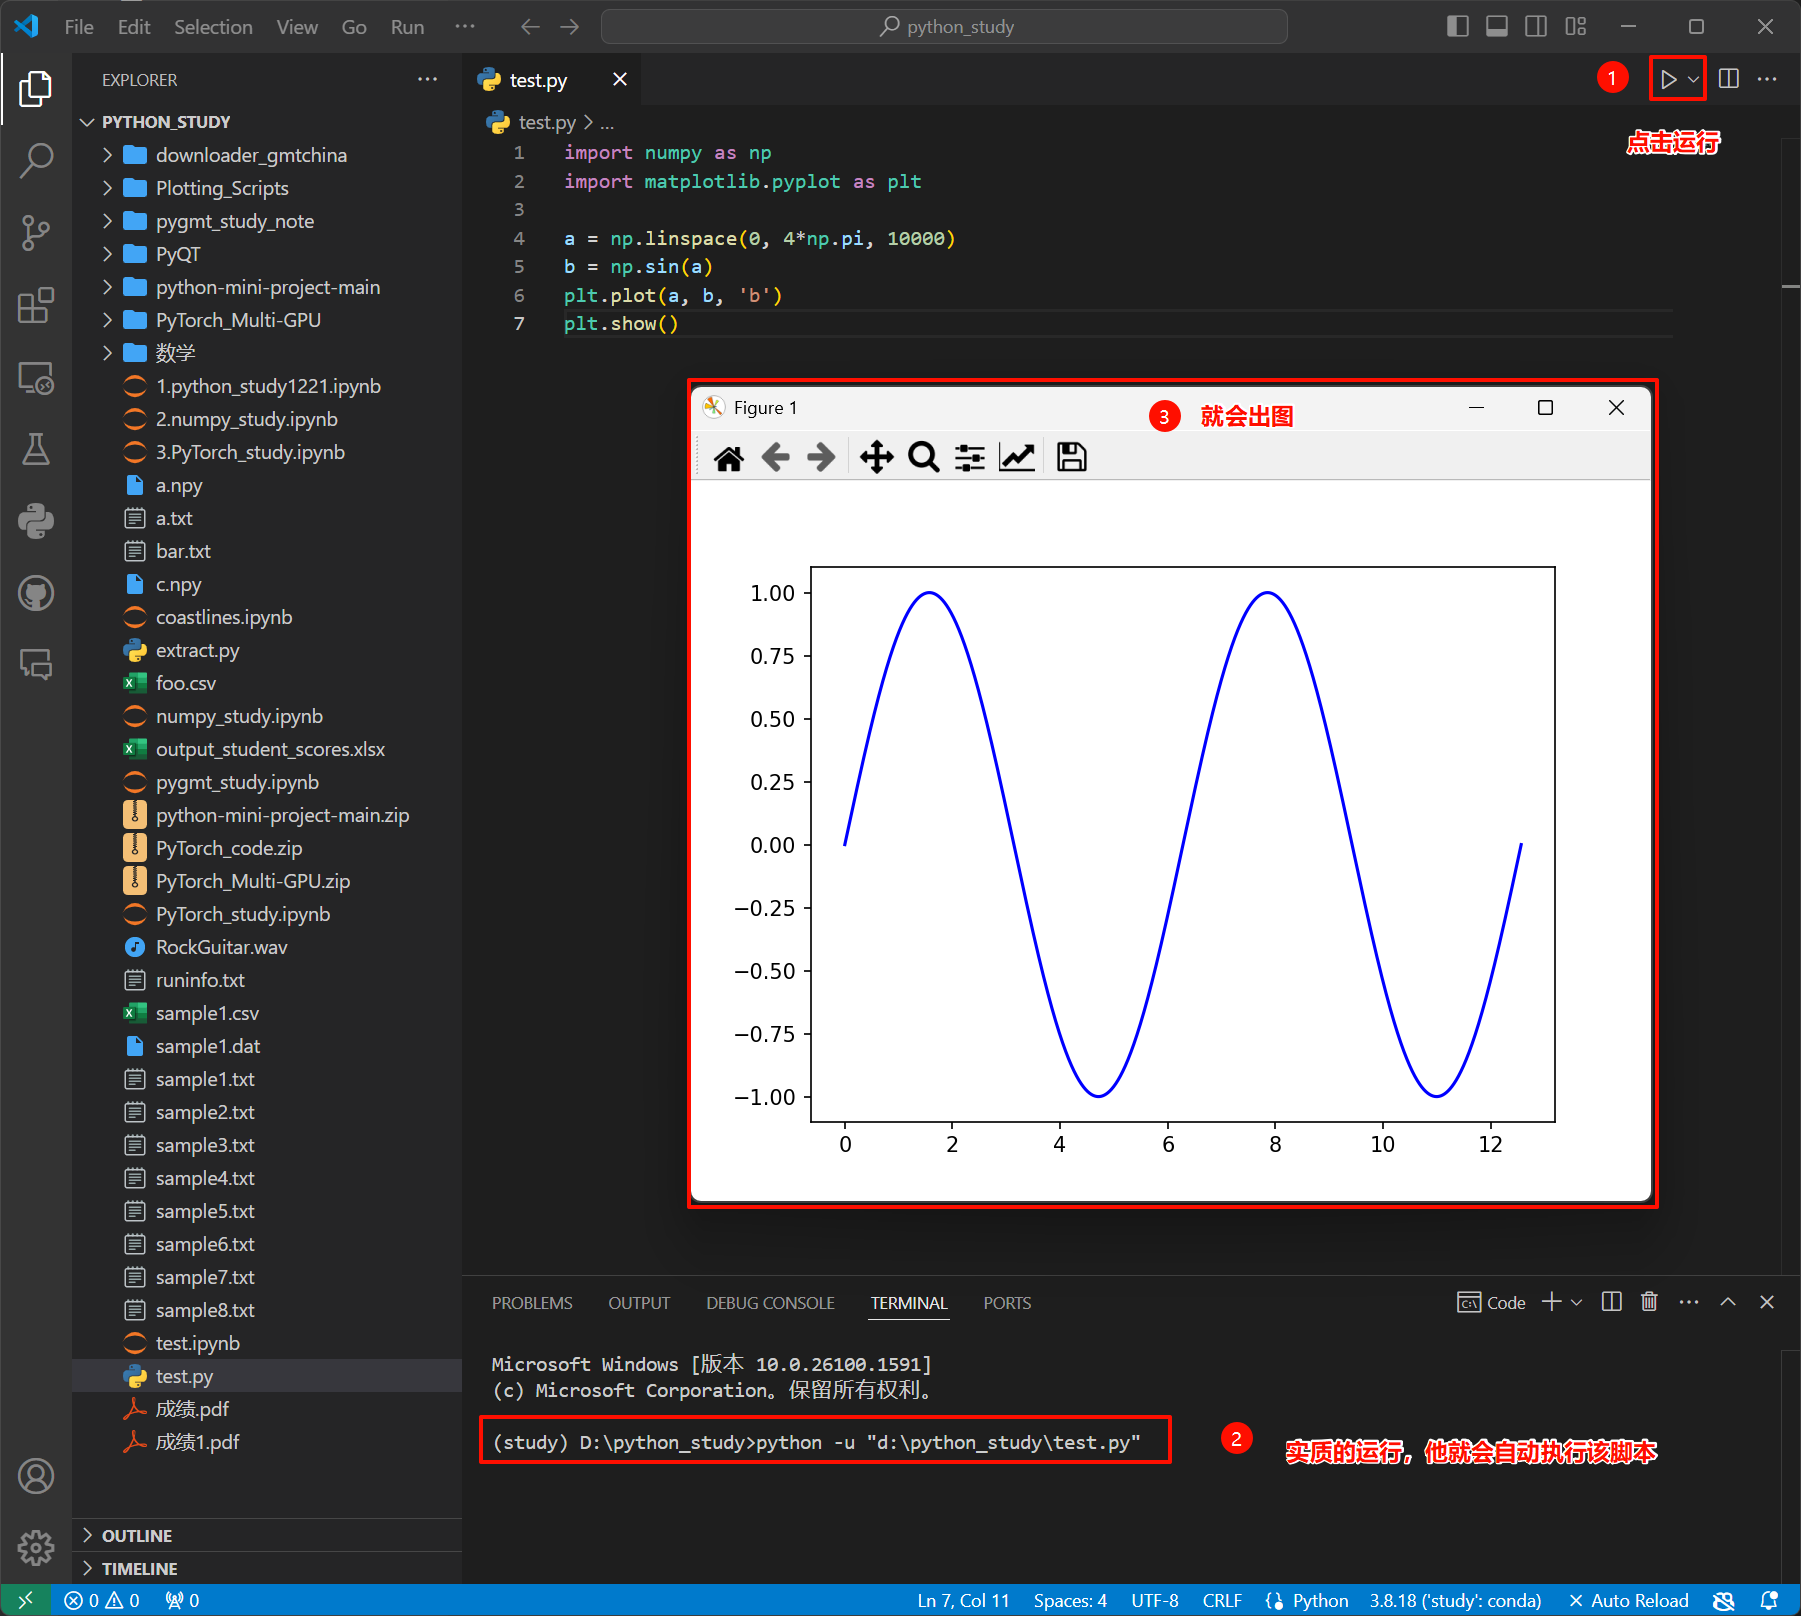 File Edit Selection View Go Run ··· python_study
EXPLORER ···
PYTHON_STUDY
downloader_gmtchina
Plotting_Scripts
pygmt_study_note
PyQT
python-mini-project-main
PyTorch_Multi-GPU
数学
1.python_study1221.ipynb
2.numpy_study.ipynb
3.PyTorch_study.ipynb
a.npy
a.txt
bar.txt
c.npy
coastlines.ipynb
extract.py
foo.csv
numpy_study.ipynb
output_student_scores.xlsx
pygmt_study.ipynb
python-mini-project-main.zip
PyTorch_code.zip
PyTorch_Multi-GPU.zip
PyTorch_study.ipynb
RockGuitar.wav
runinfo.txt
sample1.csv
sample1.dat
sample1.txt
sample2.txt
sample3.txt
sample4.txt
sample5.txt
sample6.txt
sample7.txt
sample8.txt
test.ipynb
test.py
成绩.pdf
成绩1.pdf
OUTLINE
TIMELINE
test.py
1
点击运行
test.py > ...
1 import numpy as np
2 import matplotlib.pyplot as plt
3
4 a = np.linspace(0, 4*np.pi, 10000)
5 b = np.sin(a)
6 plt.plot(a, b, 'b')
7 plt.show()
Figure 1
3 就会出图
1.00
0.75
0.50
0.25
0.00
−0.25
−0.50
−0.75
−1.00
0 2 4 6 8 10 12
PROBLEMS OUTPUT DEBUG CONSOLE TERMINAL PORTS
Code
Microsoft Windows [版本 10.0.26100.1591]
(c) Microsoft Corporation。保留所有权利。
(study) D:\python_study>python -u "d:\python_study\test.py"
2 实质的运行，他就会自动执行该脚本
0 0 0 Ln 7, Col 11 Spaces: 4 UTF-8 CRLF Python 3.8.18 ('study': conda) Auto Reload